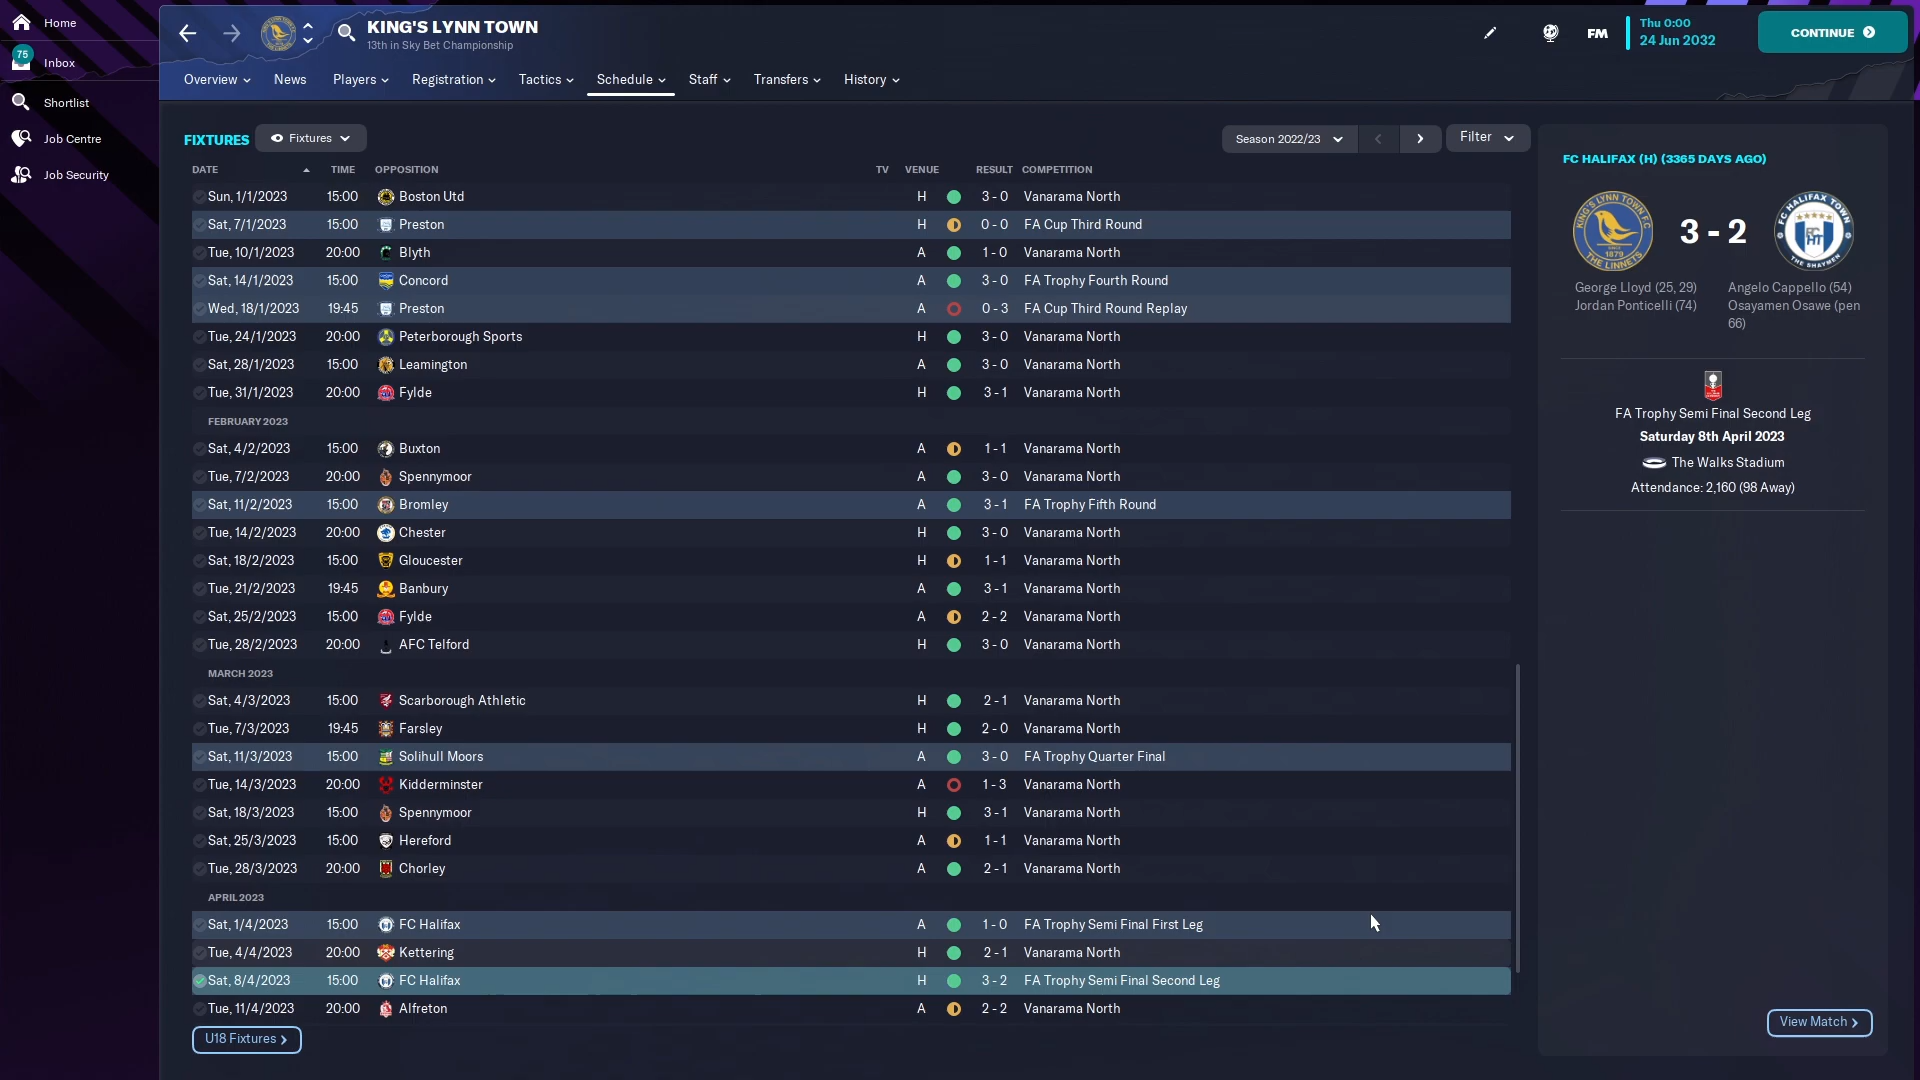 Home
75
Inbox
Shortlist
Job Centre
Job Security
KING'S LYNN TOWN
13th in Sky Bet Championship
FM
Thu 0:00
24 Jun 2032
CONTINUE
Overview News Players Registration Tactics Schedule Staff Transfers History
FIXTURES Fixtures Season 2022/23 Filter
DATE TIME OPPOSITION TV VENUE RESULT COMPETITION
Sun, 1/1/2023 15:00 Boston Utd H 3 - 0 Vanarama North
Sat, 7/1/2023 15:00 Preston H 0 - 0 FA Cup Third Round
Tue, 10/1/2023 20:00 Blyth A 1 - 0 Vanarama North
Sat, 14/1/2023 15:00 Concord A 3 - 0 FA Trophy Fourth Round
Wed, 18/1/2023 19:45 Preston A 0 - 3 FA Cup Third Round Replay
Tue, 24/1/2023 20:00 Peterborough Sports H 3 - 0 Vanarama North
Sat, 28/1/2023 15:00 Leamington A 3 - 0 Vanarama North
Tue, 31/1/2023 20:00 Fylde H 3 - 1 Vanarama North
FEBRUARY 2023
Sat, 4/2/2023 15:00 Buxton A 1 - 1 Vanarama North
Tue, 7/2/2023 20:00 Spennymoor A 3 - 0 Vanarama North
Sat, 11/2/2023 15:00 Bromley A 3 - 1 FA Trophy Fifth Round
Tue, 14/2/2023 20:00 Chester H 3 - 0 Vanarama North
Sat, 18/2/2023 15:00 Gloucester H 1 - 1 Vanarama North
Tue, 21/2/2023 19:45 Banbury A 3 - 1 Vanarama North
Sat, 25/2/2023 15:00 Fylde A 2 - 2 Vanarama North
Tue, 28/2/2023 20:00 AFC Telford H 3 - 0 Vanarama North
MARCH 2023
Sat, 4/3/2023 15:00 Scarborough Athletic H 2 - 1 Vanarama North
Tue, 7/3/2023 19:45 Farsley H 2 - 0 Vanarama North
Sat, 11/3/2023 15:00 Solihull Moors A 3 - 0 FA Trophy Quarter Final
Tue, 14/3/2023 20:00 Kidderminster A 1 - 3 Vanarama North
Sat, 18/3/2023 15:00 Spennymoor H 3 - 1 Vanarama North
Sat, 25/3/2023 15:00 Hereford A 1 - 1 Vanarama North
Tue, 28/3/2023 20:00 Chorley A 2 - 1 Vanarama North
APRIL 2023
Sat, 1/4/2023 15:00 FC Halifax A 1 - 0 FA Trophy Semi Final First Leg
Tue, 4/4/2023 20:00 Kettering H 2 - 1 Vanarama North
Sat, 8/4/2023 15:00 FC Halifax H 3 - 2 FA Trophy Semi Final Second Leg
Tue, 11/4/2023 20:00 Alfreton A 2 - 2 Vanarama North
U18 Fixtures
FC HALIFAX (H) (3365 DAYS AGO)
KING'S LYNN TOWN FC
1879
THE LINNETS
3 - 2
FC HALIFAX TOWN
FC
HT
THE SHAYMEN
George Lloyd (25, 29)
Jordan Ponticelli (74)
Angelo Cappello (54)
Osayamen Osawe (pen
66)
FA Trophy Semi Final Second Leg
Saturday 8th April 2023
The Walks Stadium
Attendance: 2,160 (98 Away)
View Match